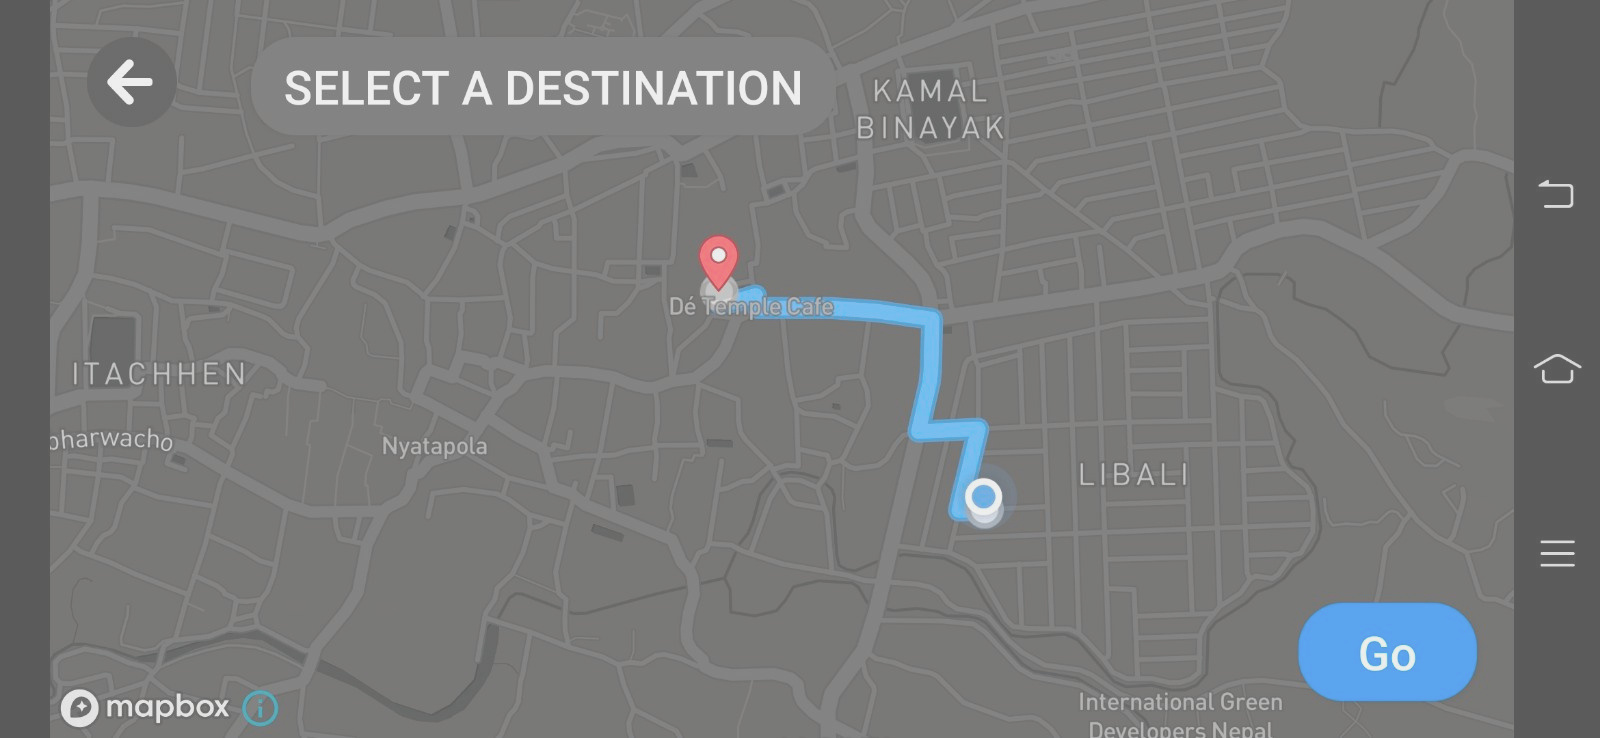 SELECT A DESTINATION
KAMAL
BINAYAK
Dé Temple Cafe
ITACHHEN
pharwacho
Nyatapola
LIBALI
Go
mapbox
International Green
Developers Nepal